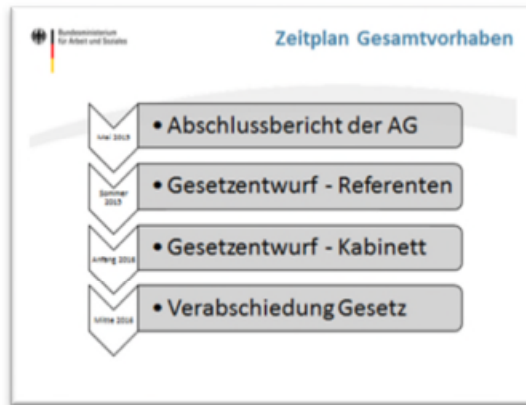 Bundesministerium
für Arbeit und Soziales
Zeitplan Gesamtvorhaben
Mai 2015
• Abschlussbericht der AG
Sommer
2015
• Gesetzentwurf - Referenten
Anfang 2016
• Gesetzentwurf - Kabinett
Mitte 2016
• Verabschiedung Gesetz